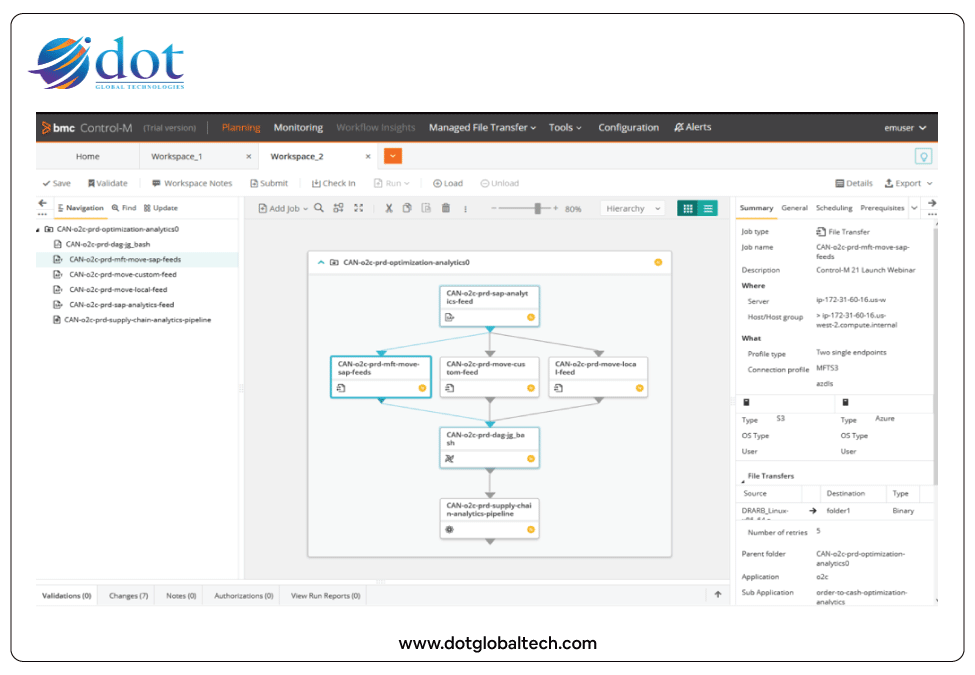 dot
GLOBAL TECHNOLOGIES
bmc Control-M (Trial version) Planning Monitoring Workflow Insights Managed File Transfer Tools Configuration Alerts emuser
Home Workspace_1 × Workspace_2 ×
Save Validate Workspace Notes Submit Check In Run Load Unload Details Export
Navigation Find Update
Add Job 80% Hierarchy
Summary General Scheduling Prerequisites
CAN-o2c-prd-optimization-analytics0
CAN-o2c-prd-dag-jg_bash
CAN-o2c-prd-mft-move-sap-feeds
CAN-o2c-prd-move-custom-feed
CAN-o2c-prd-move-local-feed
CAN-o2c-prd-sap-analytics-feed
CAN-o2c-prd-supply-chain-analytics-pipeline
CAN-o2c-prd-optimization-analytics0
CAN-o2c-prd-sap-analyt
ics-feed
CAN-o2c-prd-mft-move-
sap-feeds
CAN-o2c-prd-move-cus
tom-feed
CAN-o2c-prd-move-loca
l-feed
CAN-o2c-prd-dag-jg_ba
sh
CAN-o2c-prd-supply-chai
n-analytics-pipeline
Job type File Transfer
Job name CAN-o2c-prd-mft-move-sap-
feeds
Description Control-M 21 Launch Webinar
Where
Server ip-172-31-60-16.us-w
Host/Host group > ip-172-31-60-16.us-
west-2.compute.internal
What
Profile type Two single endpoints
Connection profile MFTS3
azdls
Type S3 Type Azure
OS Type OS Type
User User
File Transfers
Source Destination Type
DRARB_Linux- folder1 Binary
Number of retries 5
Parent folder CAN-o2c-prd-optimization-
analytics0
Application o2c
Sub Application order-to-cash-optimization-
analytics
Validations (0) Changes (7) Notes (0) Authorizations (0) View Run Reports (0)
www.dotglobaltech.com